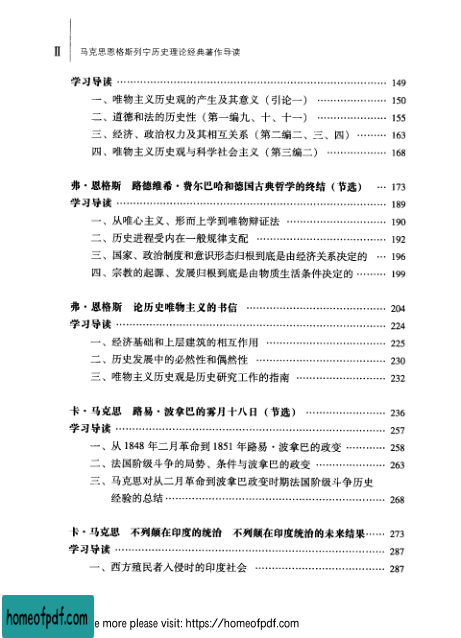 Ⅱ 马克思恩格斯列宁历史理论经典著作导读
学习导读 …… 149
一、唯物主义历史观的产生及其意义（引论一） …… 150
二、道德和法的历史性（第一编九、十、十一） …… 155
三、经济、政治权力及其相互关系（第二编二、三、四） …… 163
四、唯物主义历史观与科学社会主义（第三编二） …… 168
弗·恩格斯 路德维希·费尔巴哈和德国古典哲学的终结（节选） … 173
学习导读 …… 189
一、从唯心主义、形而上学到唯物辩证法 …… 190
二、历史进程受内在一般规律支配 …… 192
三、国家、政治制度和意识形态归根到底是由经济关系决定的 … 196
四、宗教的起源、发展归根到底是由物质生活条件决定的 …… 199
弗·恩格斯 论历史唯物主义的书信 …… 204
学习导读 …… 224
一、经济基础和上层建筑的相互作用 …… 225
二、历史发展中的必然性和偶然性 …… 230
三、唯物主义历史观是历史研究工作的指南 …… 232
卡·马克思 路易·波拿巴的雾月十八日（节选） …… 236
学习导读 …… 257
一、从 1848 年二月革命到 1851 年路易·波拿巴的政变 …… 258
二、法国阶级斗争的局势、条件与波拿巴的政变 …… 263
三、马克思对从二月革命到波拿巴政变时期法国阶级斗争历史
经验的总结 …… 268
卡·马克思 不列颠在印度的统治 不列颠在印度统治的未来结果 …… 273
学习导读 …… 287
一、西方殖民者入侵时的印度社会 …… 287
homeofpdf.com
e more please visit: https://homeofpdf.com